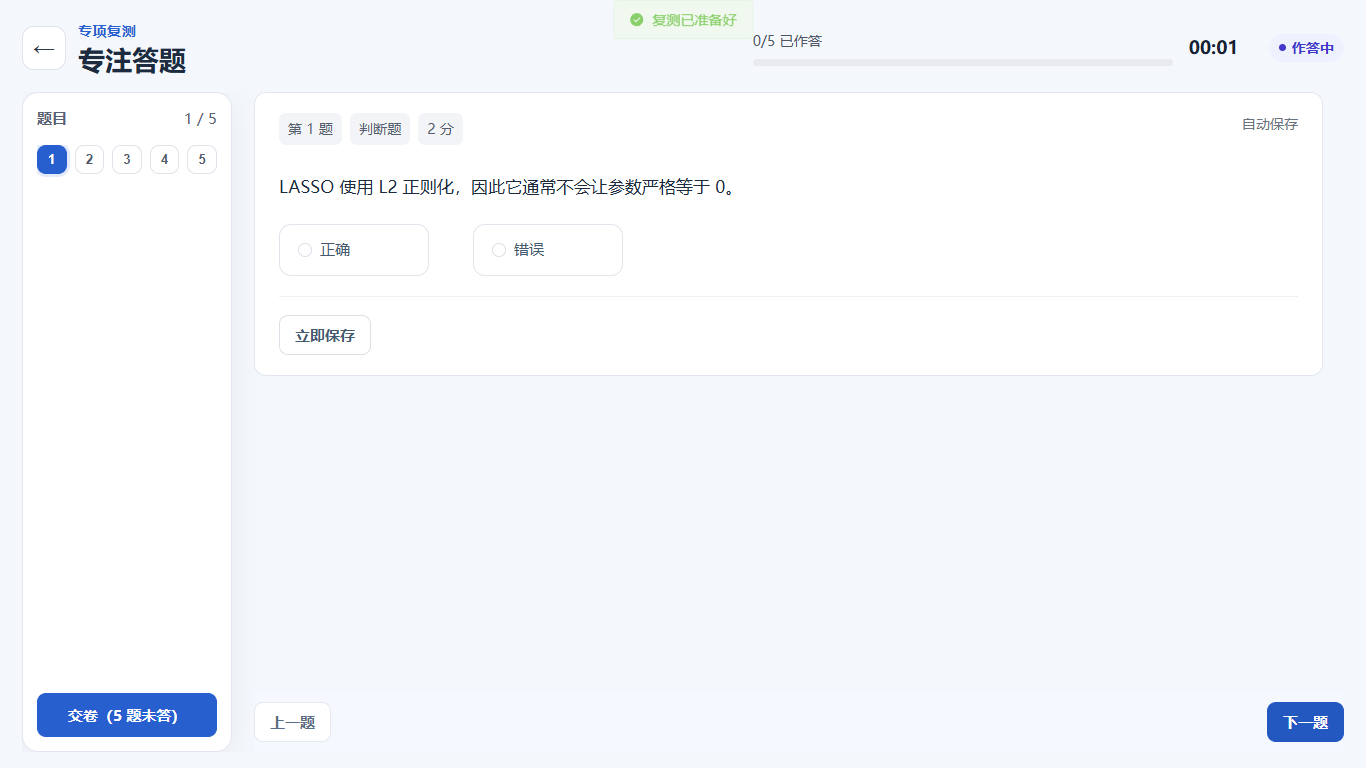 复测已准备好
专项复测
专注答题
0/5 已作答
00:01
作答中
题目
1 / 5
1 2 3 4 5
第 1 题 判断题 2 分
自动保存
LASSO 使用 L2 正则化，因此它通常不会让参数严格等于 0。
正确 错误
立即保存
交卷（5 题未答）
上一题
下一题